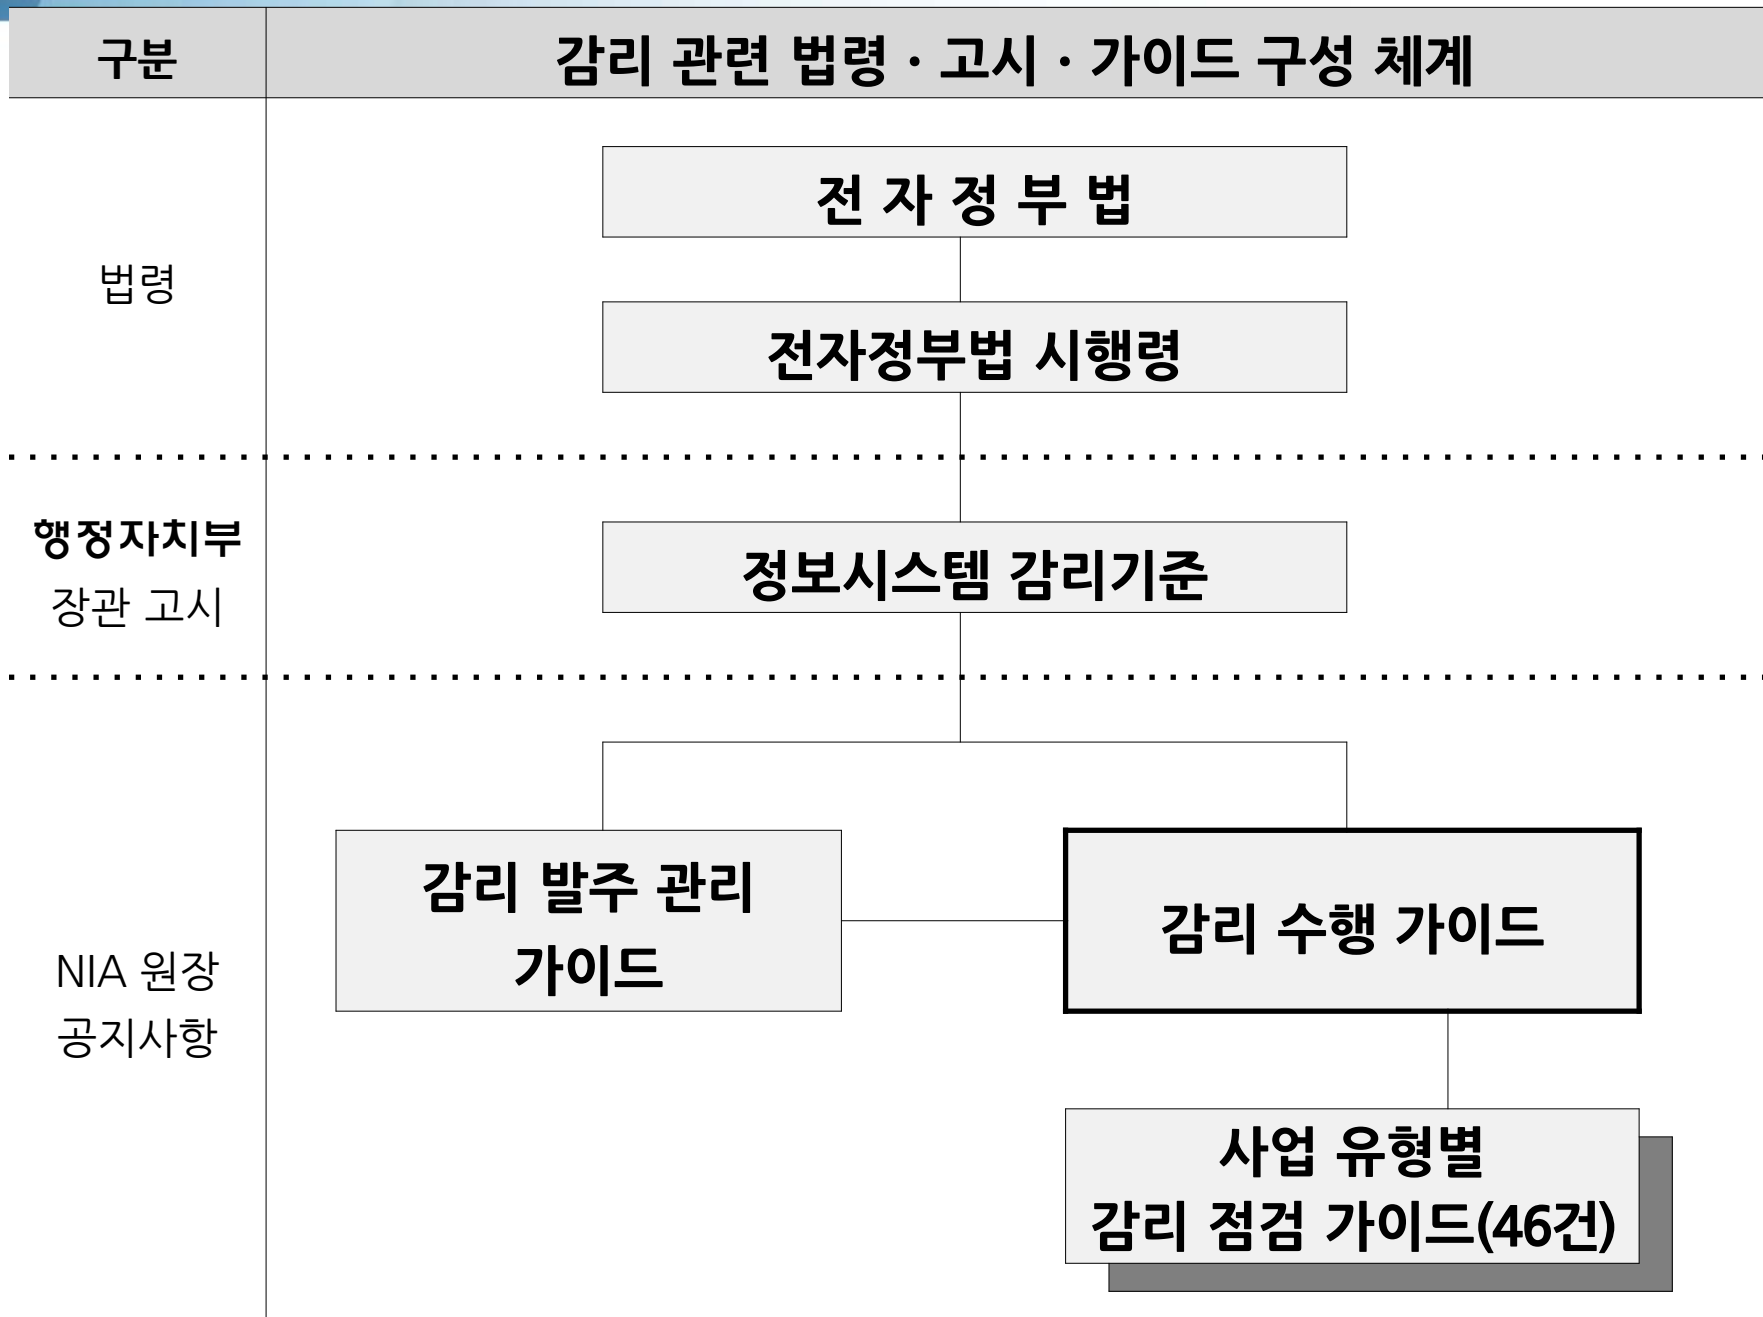 구분
감리 관련 법령 · 고시 · 가이드 구성 체계
법령
전 자 정 부 법
전자정부법 시행령
행정자치부
장관 고시
정보시스템 감리기준
NIA 원장
공지사항
감리 발주 관리
가이드
감리 수행 가이드
사업 유형별
감리 점검 가이드(46건)